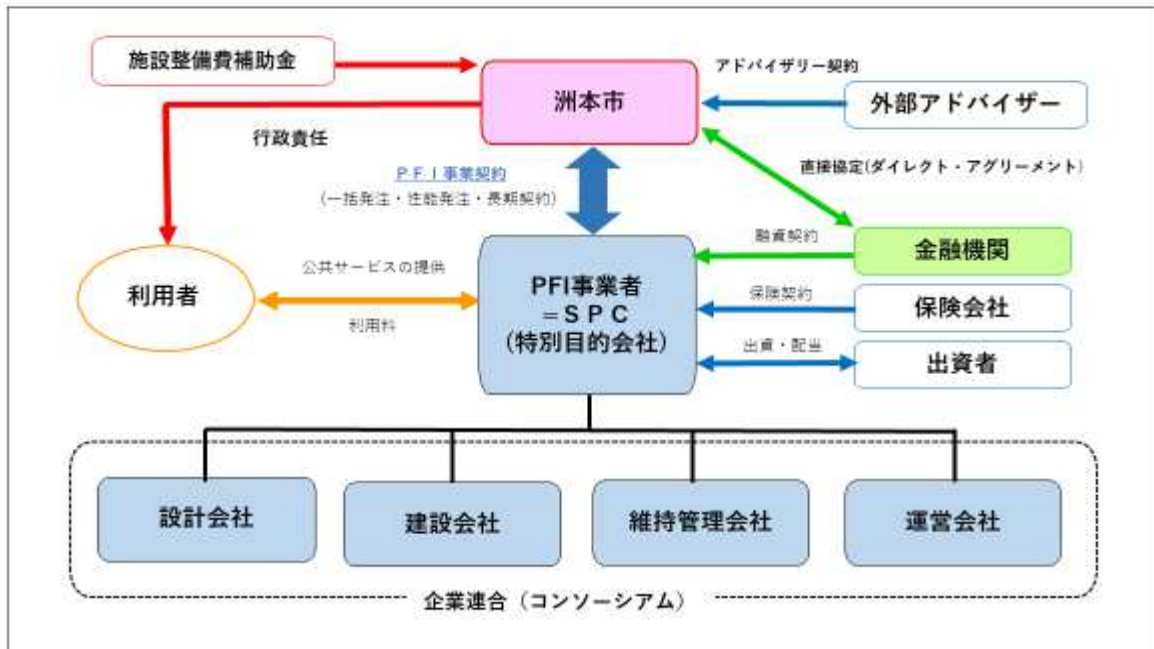 施設整備費補助金
洲本市
アドバイザリー契約
外部アドバイザー
行政責任
ＰＦＩ事業契約
(一括発注・性能発注・長期契約)
直接協定(ダイレクト・アグリーメント)
利用者
公共サービスの提供
利用料
PFI事業者
＝ＳＰＣ
(特別目的会社)
融資契約
金融機関
保険契約
保険会社
出資・配当
出資者
設計会社
建設会社
維持管理会社
運営会社
企業連合（コンソーシアム）